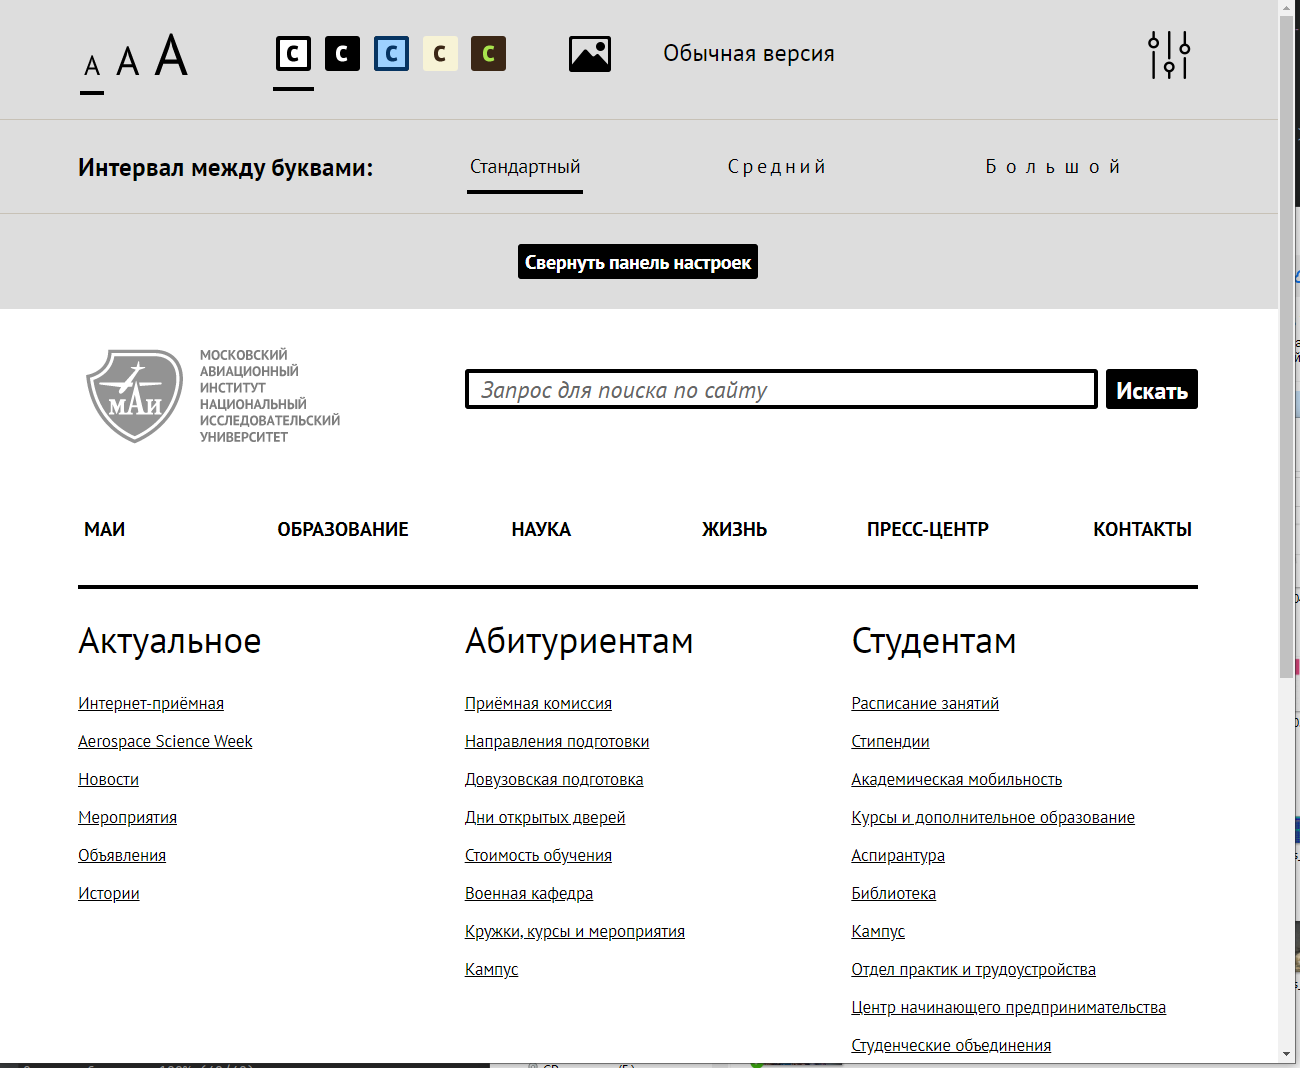 А А А С С С С С Обычная версия
Интервал между буквами: Стандартный Средний Большой
Свернуть панель настроек
МОСКОВСКИЙ
АВИАЦИОННЫЙ
ИНСТИТУТ
НАЦИОНАЛЬНЫЙ
ИССЛЕДОВАТЕЛЬСКИЙ
УНИВЕРСИТЕТ
МАИ
Запрос для поиска по сайту Искать
МАИ ОБРАЗОВАНИЕ НАУКА ЖИЗНЬ ПРЕСС-ЦЕНТР КОНТАКТЫ
Актуальное
Интернет-приёмная
Aerospace Science Week
Новости
Мероприятия
Объявления
Истории
Абитуриентам
Приёмная комиссия
Направления подготовки
Довузовская подготовка
Дни открытых дверей
Стоимость обучения
Военная кафедра
Кружки, курсы и мероприятия
Кампус
Студентам
Расписание занятий
Стипендии
Академическая мобильность
Курсы и дополнительное образование
Аспирантура
Библиотека
Кампус
Отдел практик и трудоустройства
Центр начинающего предпринимательства
Студенческие объединения